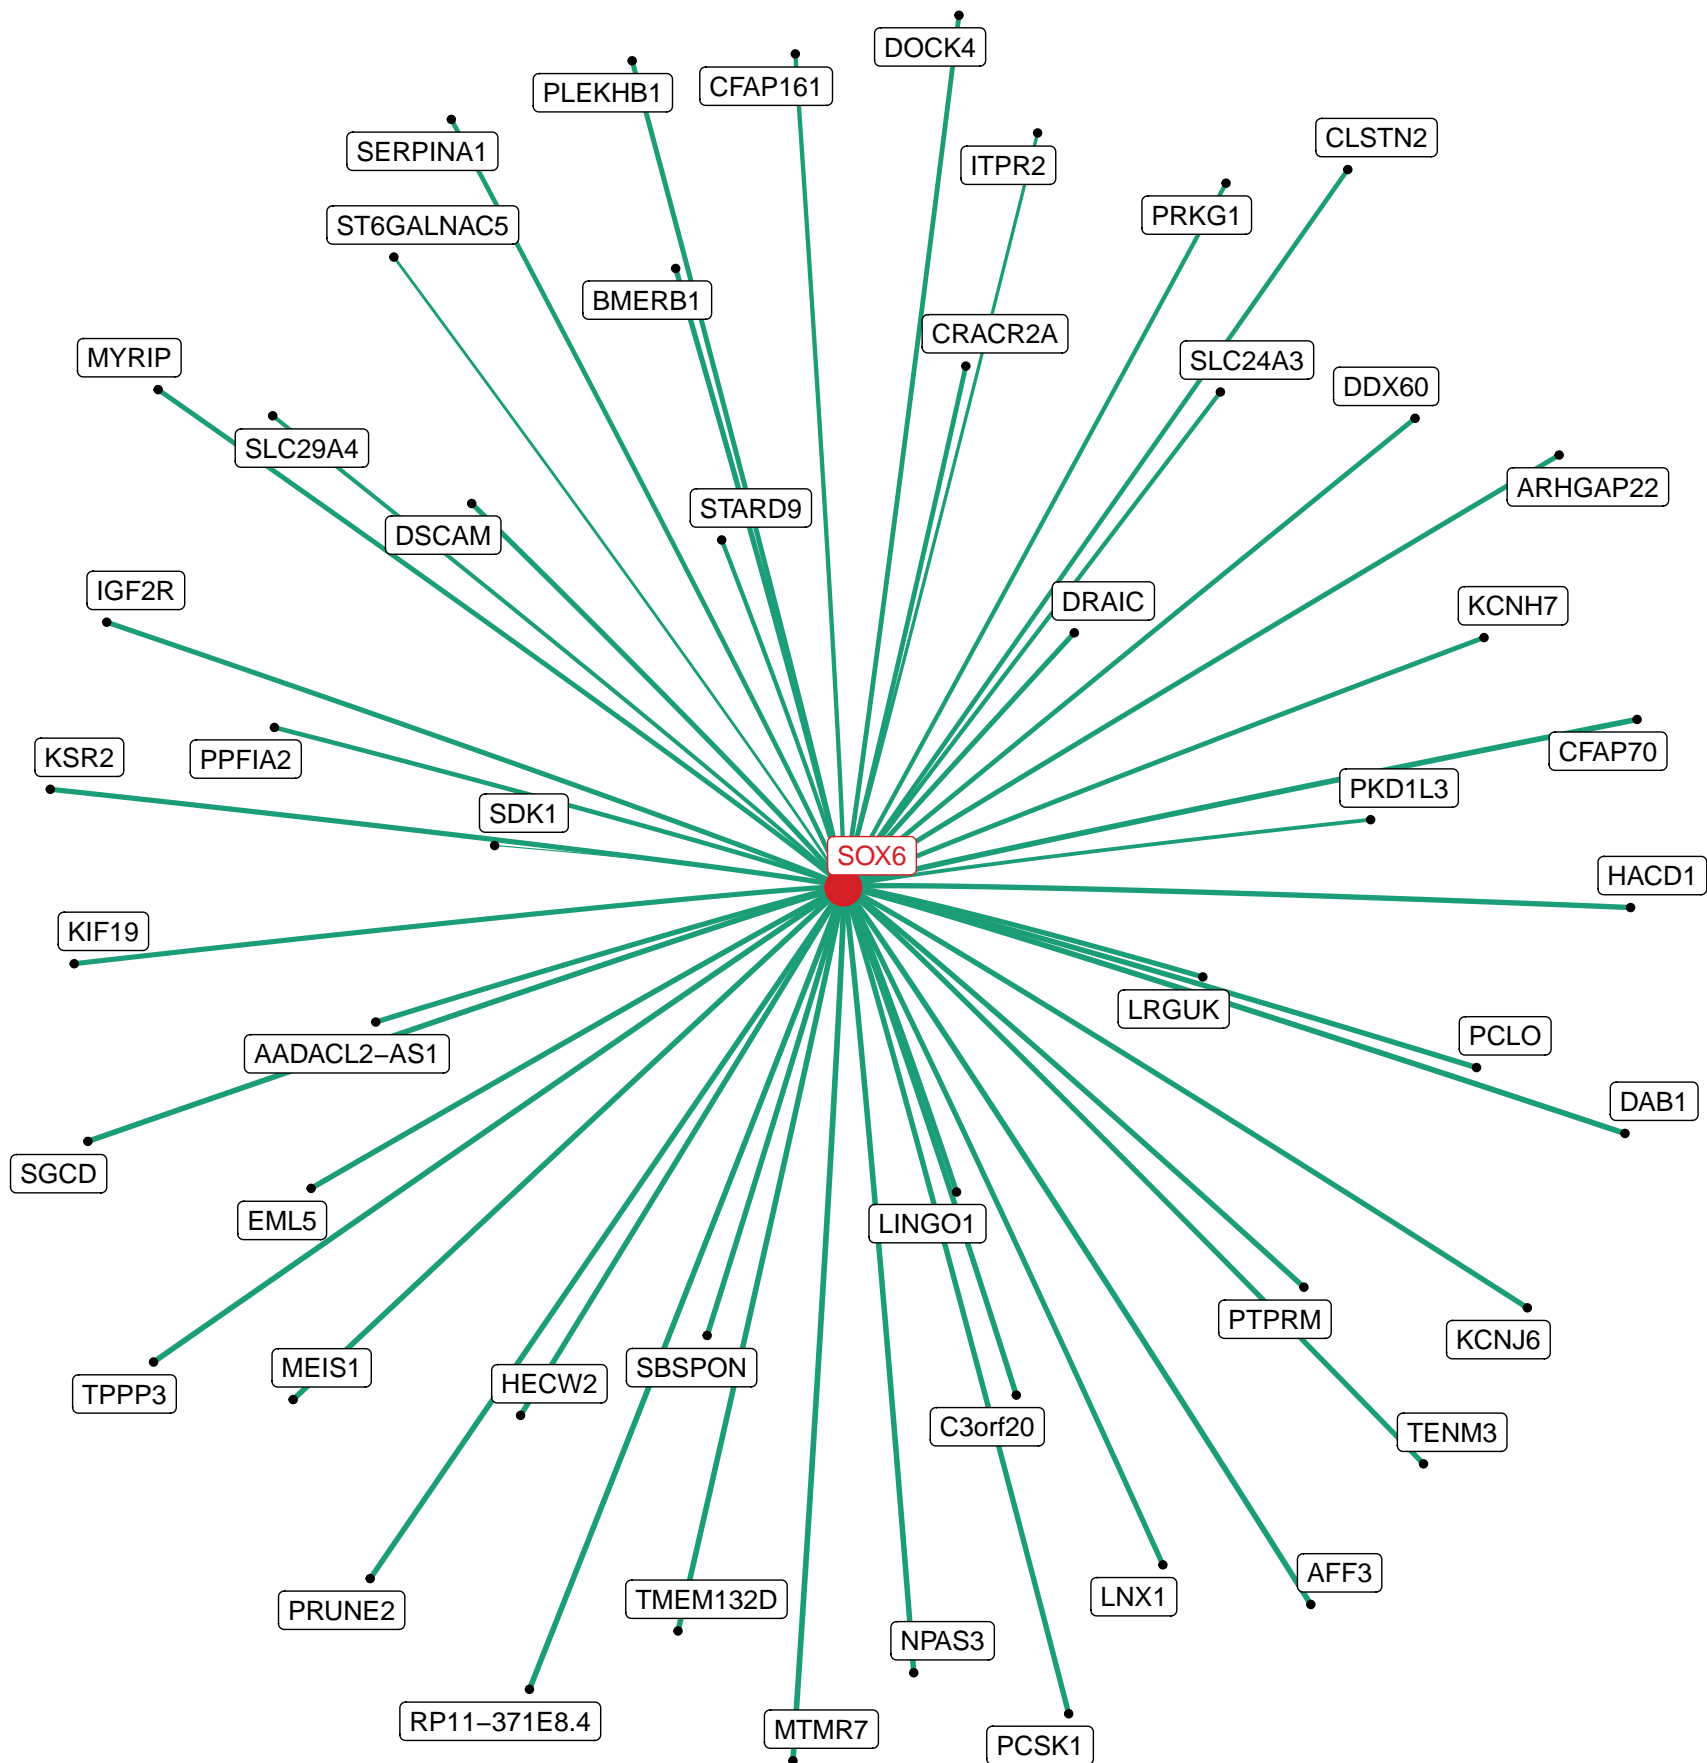 DOCK4
PLEKHB1
CFAP161
CLSTN2
SERPINA1
ITPR2
PRKG1
ST6GALNAC5
BMERB1
CRACR2A
MYRIP
SLC24A3
DDX60
SLC29A4
ARHGAP22
STARD9
DSCAM
IGF2R
DRAIC
KCNH7
KSR2
PPFIA2
CFAP70
PKD1L3
SDK1
SOX6
HACD1
KIF19
LRGUK
PCLO
AADACL2−AS1
DAB1
SGCD
EML5
LINGO1
PTPRM
KCNJ6
MEIS1
SBSPON
HECW2
TPPP3
C3orf20
TENM3
AFF3
LNX1
TMEM132D
PRUNE2
NPAS3
RP11−371E8.4
MTMR7
PCSK1